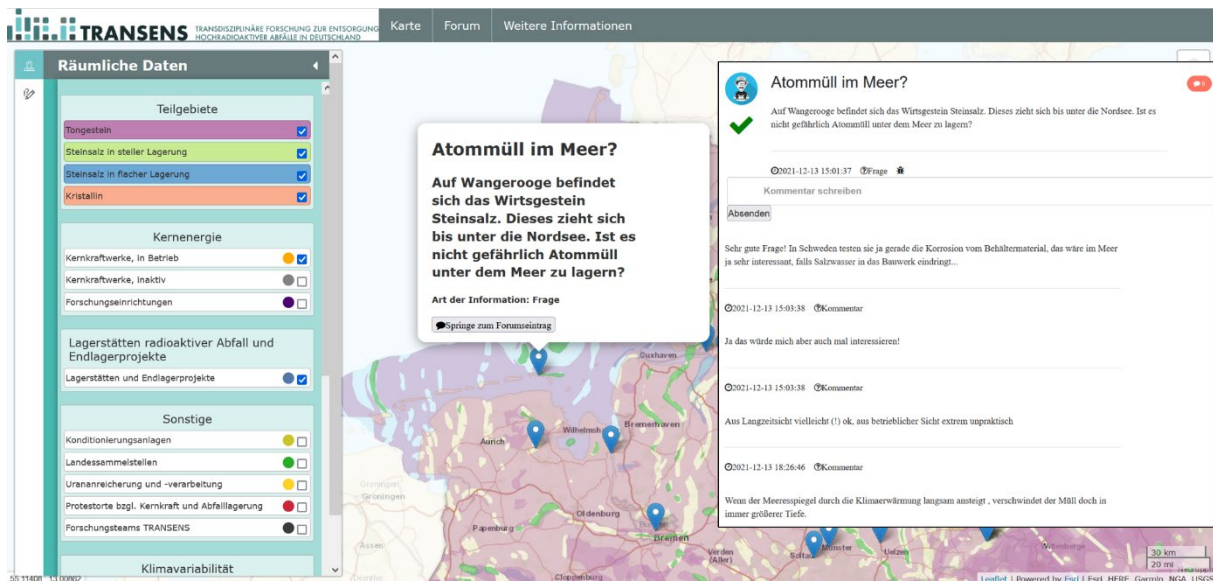 TRANSENS
TRANSDISZIPLINÄRE FORSCHUNG ZUR ENTSORGUNG
HOCHRADIOAKTIVER ABFÄLLE IN DEUTSCHLAND
Karte
Forum
Weitere Informationen
Räumliche Daten
Teilgebiete
Tongestein
Steinsalz in steiler Lagerung
Steinsalz in flacher Lagerung
Kristallin
Kernenergie
Kernkraftwerke, in Betrieb
Kernkraftwerke, Inaktiv
Forschungseinrichtungen
Lagerstätten radioaktiver Abfall und
Endlagerprojekte
Lagerstätten und Endlagerprojekte
Sonstige
Konditionierungsanlagen
Landessammelstellen
Urananreicherung und -verarbeitung
Protestorte bzgl. Kernkraft und Abfalllagerung
Forschungsteams TRANSENS
Klimavariabilität
Atommüll im Meer?
Auf Wangerooge befindet
sich das Wirtsgestein
Steinsalz. Dieses zieht sich
bis unter die Nordsee. Ist es
nicht gefährlich Atommüll
unter dem Meer zu lagern?
Art der Information: Frage
Springe zum Forumseintrag
Cuxhaven
Wilhelmsh
Bremerhaven
Aurich
Groningen
Groningen
Oldenburg
Papenburg
Bremen
Assen
Cloppenburg
Verden
(Aller)
Soltau
Munster
Uelzen
Wittenberge
Atommüll im Meer?
Auf Wangerooge befindet sich das Wirtsgestein Steinsalz. Dieses zieht sich bis unter die Nordsee. Ist es
nicht gefährlich Atommüll unter dem Meer zu lagern?
2021-12-13 15:01:37 Frage
Kommentar schreiben
Absenden
Sehr gute Frage! In Schweden testen sie ja gerade die Korrosion vom Behältermaterial, das wäre im Meer
ja sehr interessant, falls Salzwasser in das Bauwerk eindringt...
2021-12-13 15:03:38 Kommentar
Ja das würde mich aber auch mal interessieren!
2021-12-13 15:03:38 Kommentar
Aus Langzeitsicht vielleicht (!) ok, aus betrieblicher Sicht extrem unpraktisch
2021-12-13 18:26:46 Kommentar
Wenn der Meeresspiegel durch die Klimaerwärmung langsam ansteigt , verschwindet der Müll doch in
immer größerer Tiefe.
30 km
20 mi
55.11408 13.00862
Leaflet | Powered by Esri | Esri, HERE, Garmin, NGA, USGS